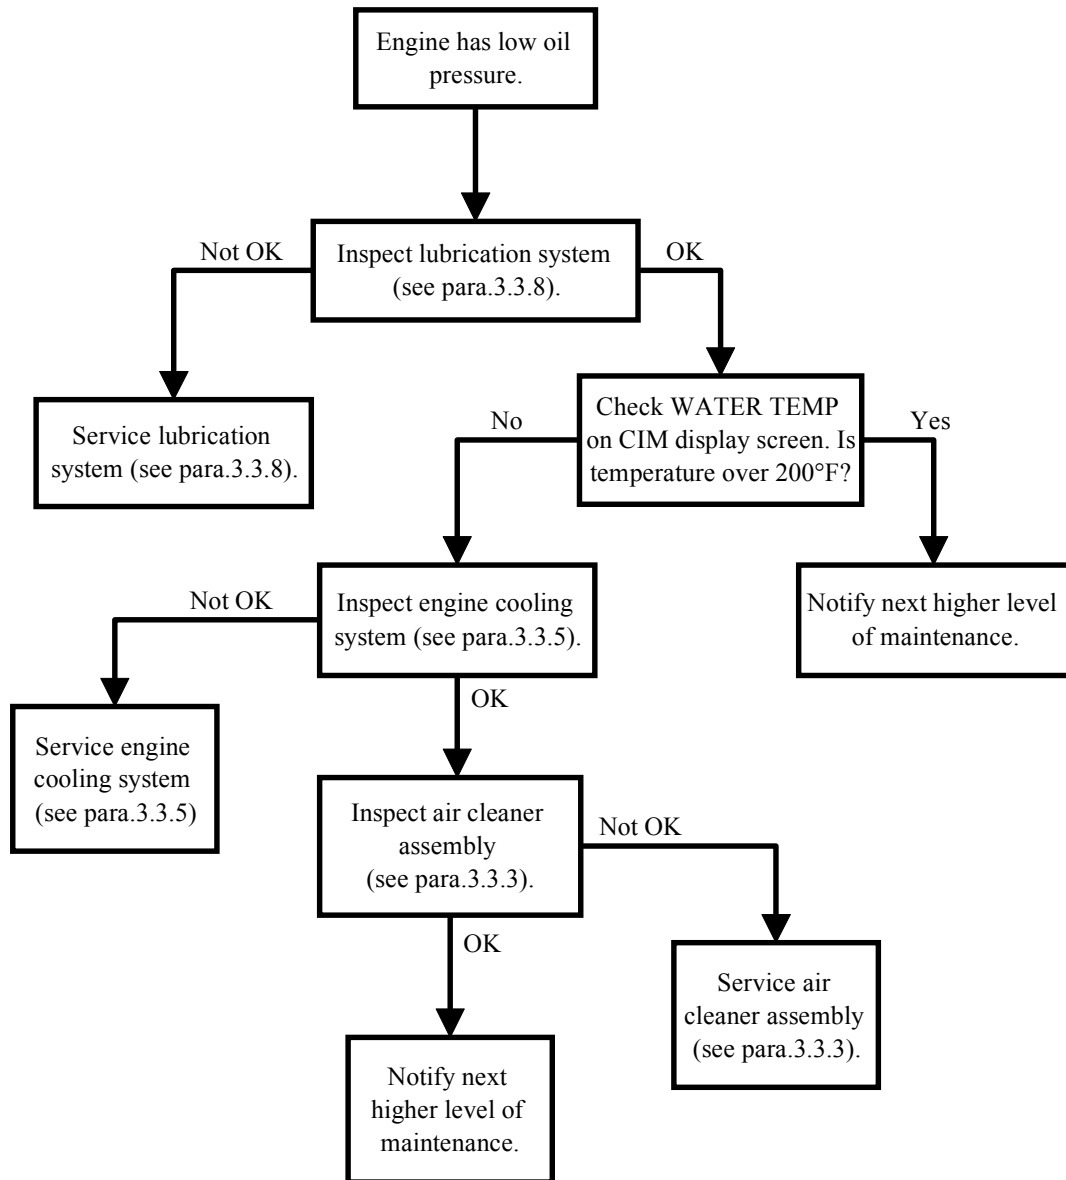 Engine has low oil
pressure.
Not OK
Inspect lubrication system
(see para.3.3.8).
OK
Service lubrication
system (see para.3.3.8).
No
Check WATER TEMP
on CIM display screen. Is
temperature over 200°F?
Yes
Not OK
Inspect engine cooling
system (see para.3.3.5).
Notify next higher level
of maintenance.
OK
Service engine
cooling system
(see para.3.3.5)
Inspect air cleaner
assembly
(see para.3.3.3).
Not OK
OK
Service air
cleaner assembly
(see para.3.3.3).
Notify next
higher level of
maintenance.